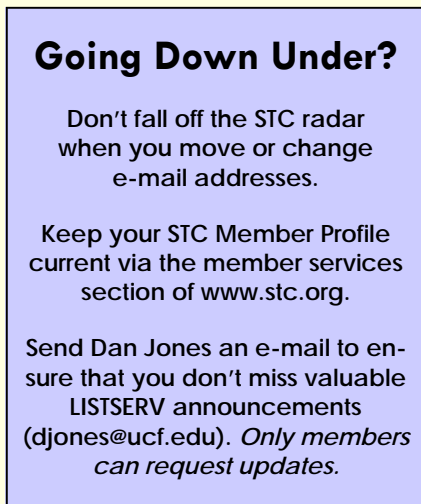 Going Down Under?
Don't fall off the STC radar
when you move or change
e-mail addresses.
Keep your STC Member Profile
current via the member services
section of www.stc.org.
Send Dan Jones an e-mail to en-
sure that you don't miss valuable
LISTSERV announcements
(djones@ucf.edu). Only members
can request updates.